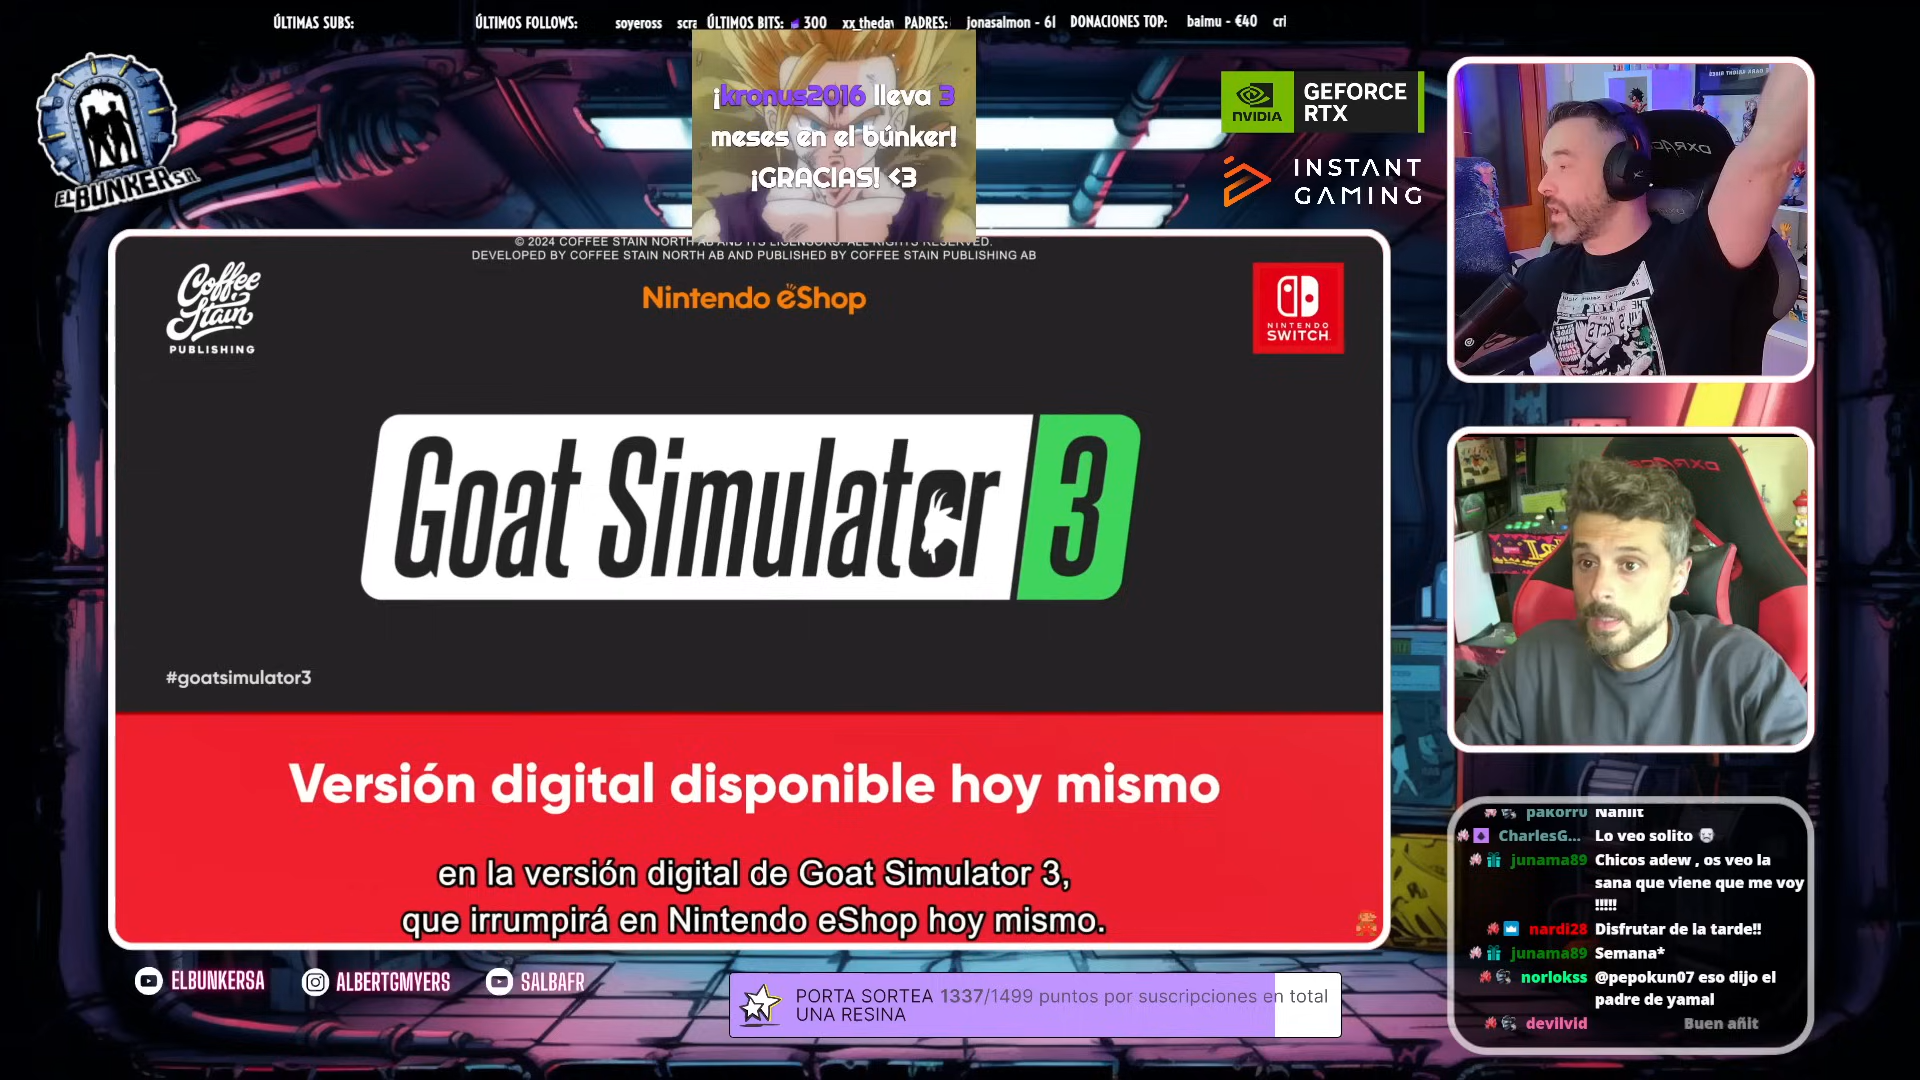 ÚLTIMAS SUBS:
ÚLTIMOS FOLLOWS:
soyeross
ÚLTIMOS BITS:
300
PADRES:
jonasalmon - 61
DONACIONES TOP:
baimu - €40
EL BUNKER S.A.
¡kronus2016 lleva 3
meses en el búnker!
¡GRACIAS! <3
NVIDIA
GEFORCE
RTX
INSTANT
GAMING
DEVELOPED BY COFFEE STAIN NORTH AB AND PUBLISHED BY COFFEE STAIN PUBLISHING AB
Coffee
Stain
PUBLISHING
Nintendo eShop
NINTENDO
SWITCH
Goat Simulator 3
#goatsimulator3
Versión digital disponible hoy mismo
en la versión digital de Goat Simulator 3,
que irrumpirá en Nintendo eShop hoy mismo.
ELBUNKERSA
ALBERTGMYERS
SALBAFR
PORTA SORTEA 1337/1499 puntos por suscripciones en total
UNA RESINA
DXRACER
pakorro
CharlesG... Lo veo solito
junama89 Chicos adew , os veo la
sana que viene que me voy
!!!!!
nardi28 Disfrutar de la tarde!!
junama89 Semana*
norlokss @pepokun07 eso dijo el
padre de yamal
devilvid Buen añit